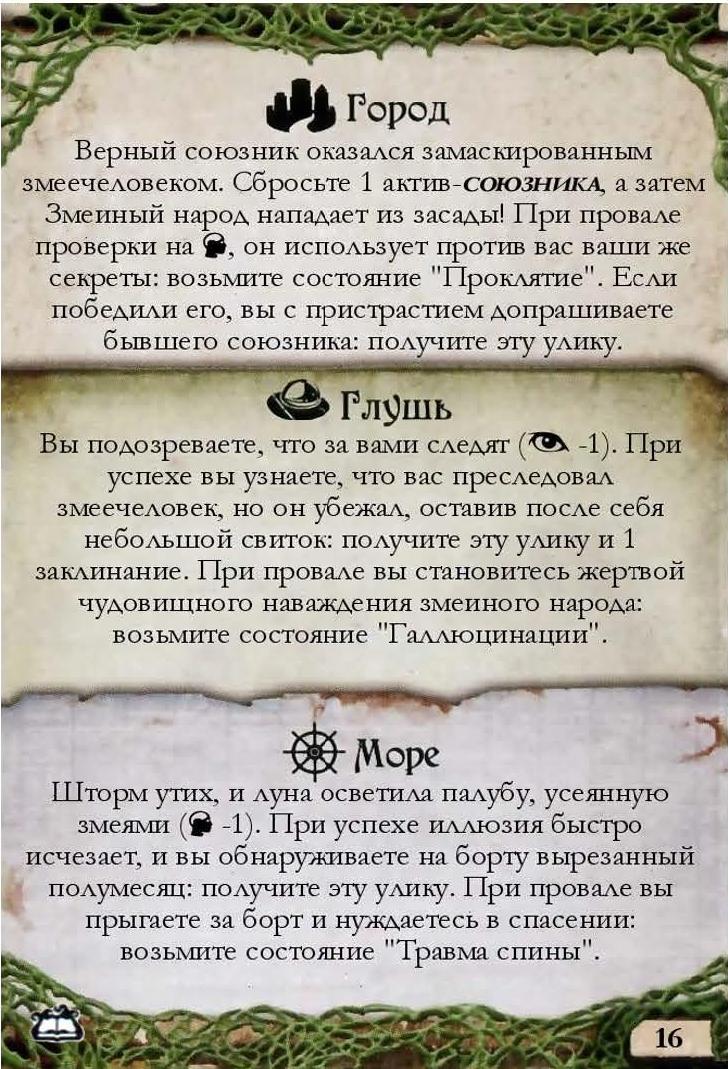 Город
Верный союзник оказался замаскированным
змеечеловеком. Сбросьте 1 актив-СОЮЗНИКА, а затем
Змеиный народ нападает из засады! При провале
проверки на , он использует против вас ваши же
секреты: возьмите состояние "Проклятие". Если
победили его, вы с пристрастием допрашиваете
бывшего союзника: получите эту улику.
Глушь
Вы подозреваете, что за вами следят ( -1). При
успехе вы узнаете, что вас преследовал
змеечеловек, но он убежал, оставив после себя
небольшой свиток: получите эту улику и 1
заклинание. При провале вы становитесь жертвой
чудовищного наваждения змеиного народа:
возьмите состояние "Галлюцинации".
Море
Шторм утих, и луна осветила палубу, усеянную
змеями ( -1). При успехе иллюзия быстро
исчезает, и вы обнаруживаете на борту вырезанный
полумесяц: получите эту улику. При провале вы
прыгаете за борт и нуждаетесь в спасении:
возьмите состояние "Травма спины".
16